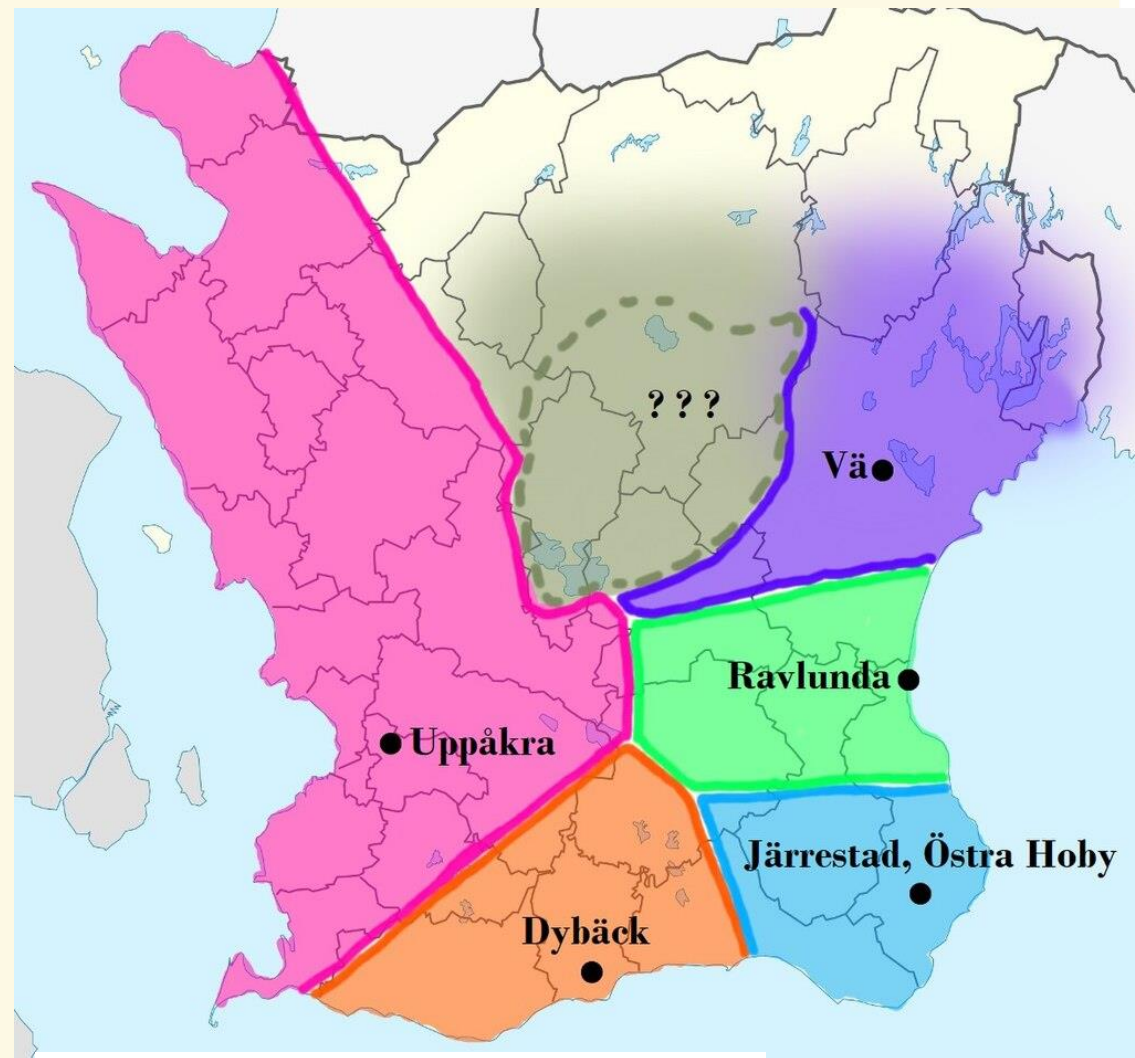 ? ? ?
Vä
Ravlunda
Uppåkra
Järrestad, Östra Hoby
Dybäck